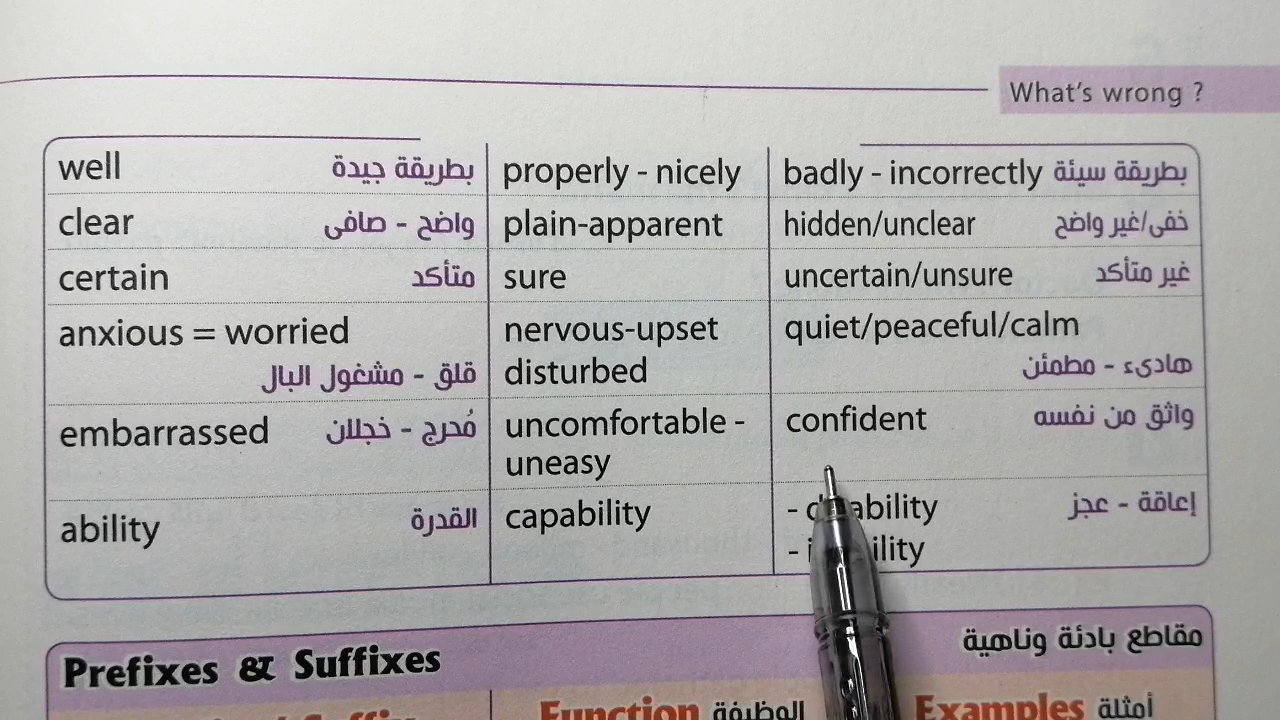 What's wrong ?
well بطريقة جيدة properly - nicely badly - incorrectly بطريقة سيئة
clear واضح - صافى plain-apparent hidden/unclear خفى/غير واضح
certain متأكد sure uncertain/unsure غير متأكد
anxious = worried nervous-upset quiet/peaceful/calm
قلق - مشغول البال disturbed هادىء - مطمئن
embarrassed مُحرج - خجلان uncomfortable - confident واثق من نفسه
uneasy
ability القدرة capability - إعاقة - عجز
-
Prefixes & Suffixes مقاطع بادئة وناهية
Function الوظيفة Examples أمثلة